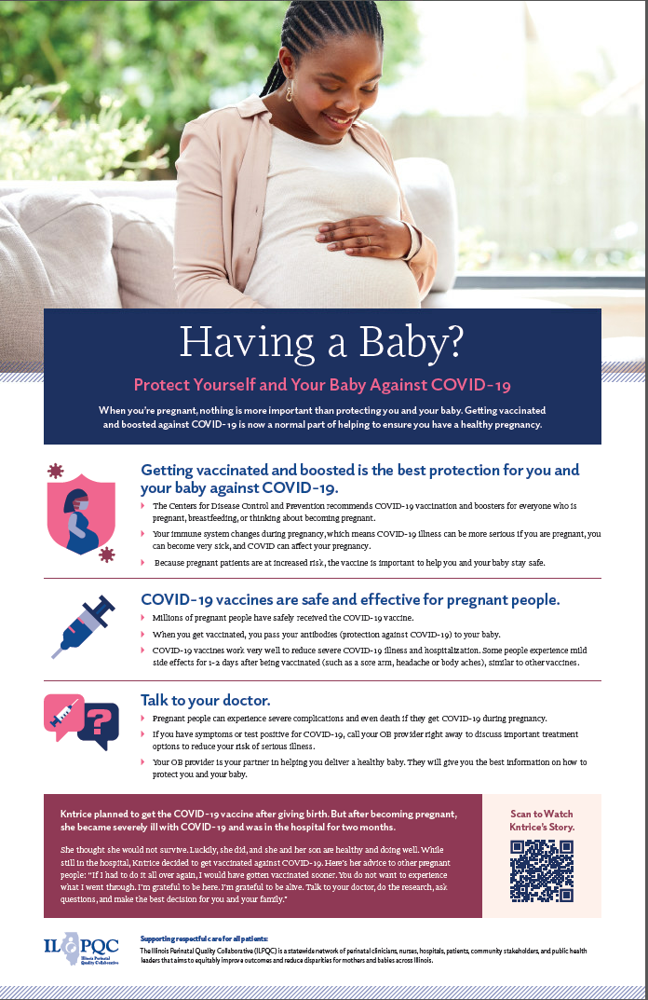 Having a Baby?
Protect Yourself and Your Baby Against COVID-19
When you're pregnant, nothing is more important than protecting you and your baby. Getting vaccinated
and boosted against COVID-19 is now a normal part of helping to ensure you have a healthy pregnancy.
Getting vaccinated and boosted is the best protection for you and
your baby against COVID-19.
The Centers for Disease Control and Prevention recommends COVID-19 vaccination and boosters for everyone who is
pregnant, breastfeeding, or thinking about becoming pregnant.
Your immune system changes during pregnancy, which means COVID-19 illness can be more serious if you are pregnant, you
can become very sick, and COVID can affect your pregnancy.
Because pregnant patients are at increased risk, the vaccine is important to help you and your baby stay safe.
COVID-19 vaccines are safe and effective for pregnant people.
Millions of pregnant people have safely received the COVID-19 vaccine.
When you get vaccinated, you pass your antibodies (protection against COVID-19) to your baby.
COVID-19 vaccines work very well to reduce severe COVID-19 illness and hospitalization. Some people experience mild
side effects for 1-2 days after being vaccinated (such as a sore arm, headache or body aches), similar to other vaccines.
Talk to your doctor.
Pregnant people can experience severe complications and even death if they get COVID-19 during pregnancy.
If you have symptoms or test positive for COVID-19, call your OB provider right away to discuss important treatment
options to reduce your risk of serious illness.
Your OB provider is your partner in helping you deliver a healthy baby. They will give you the best information on how to
protect you and your baby.
Kntrice planned to get the COVID-19 vaccine after giving birth. But after becoming pregnant,
she became severely ill with COVID-19 and was in the hospital for two months.
She thought she would not survive. Luckily, she did, and she and her son are healthy and doing well. While
still in the hospital, Kntrice decided to get vaccinated against COVID-19. Here's her advice to other pregnant
people: "If I had to do it all over again, I would have gotten vaccinated sooner. You do not want to experience
what I went through. I'm grateful to be here. I'm grateful to be alive. Talk to your doctor, do the research, ask
questions, and make the best decision for you and your family."
Scan to Watch
Kntrice's Story.
ILPQC
Illinois Perinatal
Quality Collaborative
Supporting respectful care for all patients:
The Illinois Perinatal Quality Collaborative (ILPQC) is a statewide network of perinatal clinicians, nurses, hospitals, patients, community stakeholders, and public health
leaders that aims to equitably improve outcomes and reduce disparities for mothers and babies across Illinois.